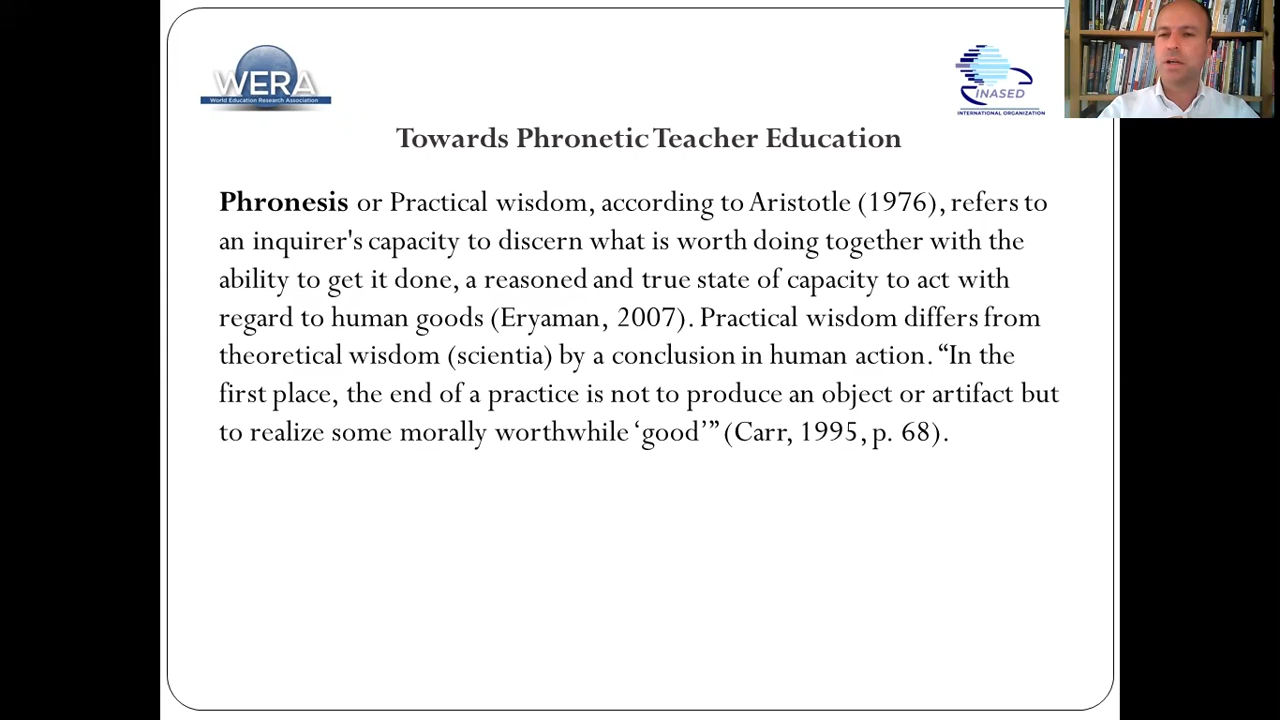 WERA
World Education Research Association
INASED
INTERNATIONAL ORGANIZATION
Towards Phronetic Teacher Education
Phronesis or Practical wisdom, according to Aristotle (1976), refers to
an inquirer's capacity to discern what is worth doing together with the
ability to get it done, a reasoned and true state of capacity to act with
regard to human goods (Eryaman, 2007). Practical wisdom differs from
theoretical wisdom (scientia) by a conclusion in human action. “In the
first place, the end of a practice is not to produce an object or artifact but
to realize some morally worthwhile ‘good’” (Carr, 1995, p. 68).